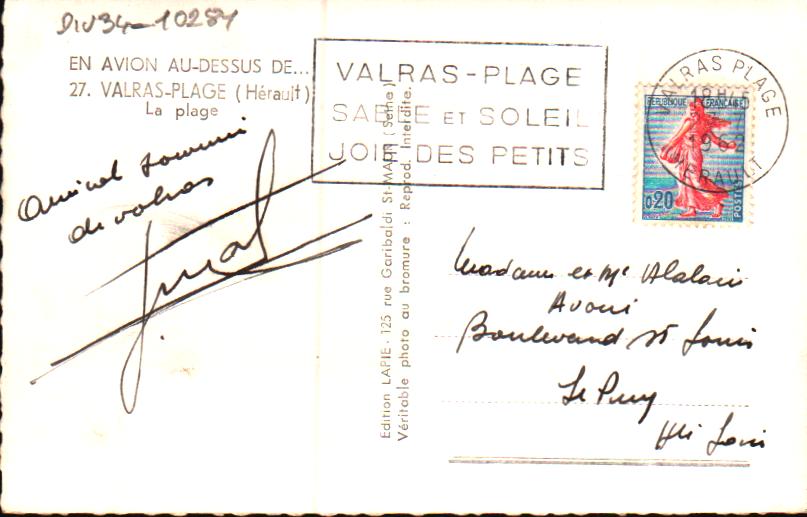 DIV34-10281
EN AVION AU-DESSUS DE...
27. VALRAS-PLAGE (Hérault)
La plage
Amical souvenir
de valras
VALRAS-PLAGE
SABLE ET SOLEIL
JOIE DES PETITS
VALRAS PLAGE
18H45
HERAULT
REPUBLIQUE FRANÇAISE
0,20
POSTES
Edition LAPIE - 125 rue Garibaldi St-MAUR (Seine)
Véritable photo au bromure : Reprod. Interdite.
Madame et Mr
Boulevard St Louis
Le Puy
Hte Loire